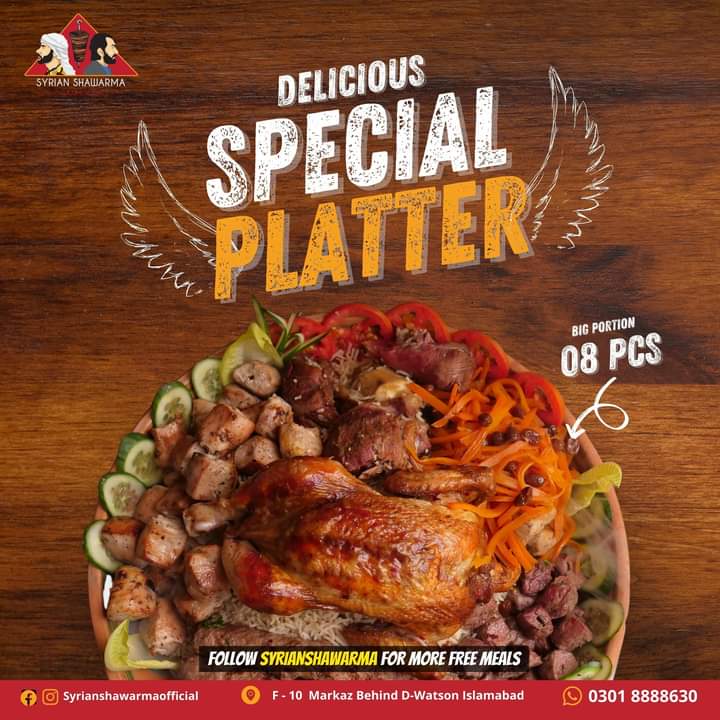 SYRIAN SHAWARMA
DELICIOUS
SPECIAL
PLATTER
BIG PORTION
08 PCS
FOLLOW SYRIANSHAWARMA FOR MORE FREE MEALS
Syrianshawarmaofficial
F - 10 Markaz Behind D-Watson Islamabad
0301 8888630